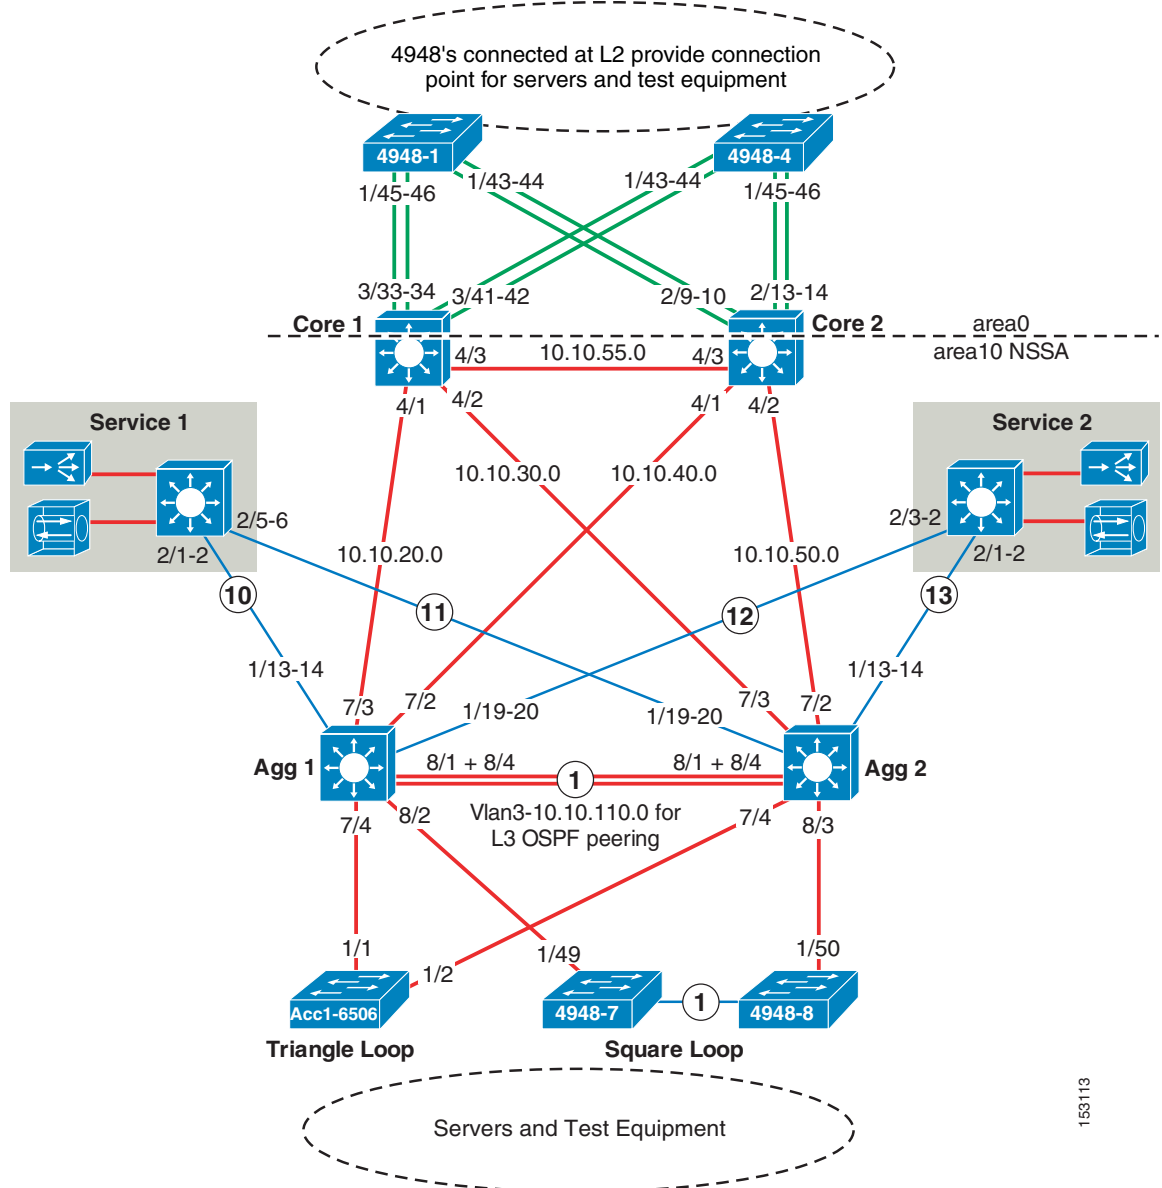 4948's connected at L2 provide connection
point for servers and test equipment
4948-1
4948-4
1/45-46
1/43-44
1/43-44
1/45-46
3/33-34
3/41-42
2/9-10
2/13-14
Core 1
Core 2
area0
area10 NSSA
4/3
10.10.55.0
4/3
4/1
4/2
4/1
4/2
Service 1
Service 2
10.10.30.0
10.10.40.0
2/5-6
2/3-2
2/1-2
2/1-2
10.10.20.0
10.10.50.0
10
11
12
13
1/13-14
1/13-14
7/3
7/2
1/19-20
1/19-20
7/3
7/2
Agg 1
8/1 + 8/4
1
8/1 + 8/4
Agg 2
Vlan3-10.10.110.0 for
L3 OSPF peering
7/4
8/2
7/4
8/3
1/1
1/2
1/49
1/50
Acc1-6506
4948-7
1
4948-8
Triangle Loop
Square Loop
Servers and Test Equipment
153113